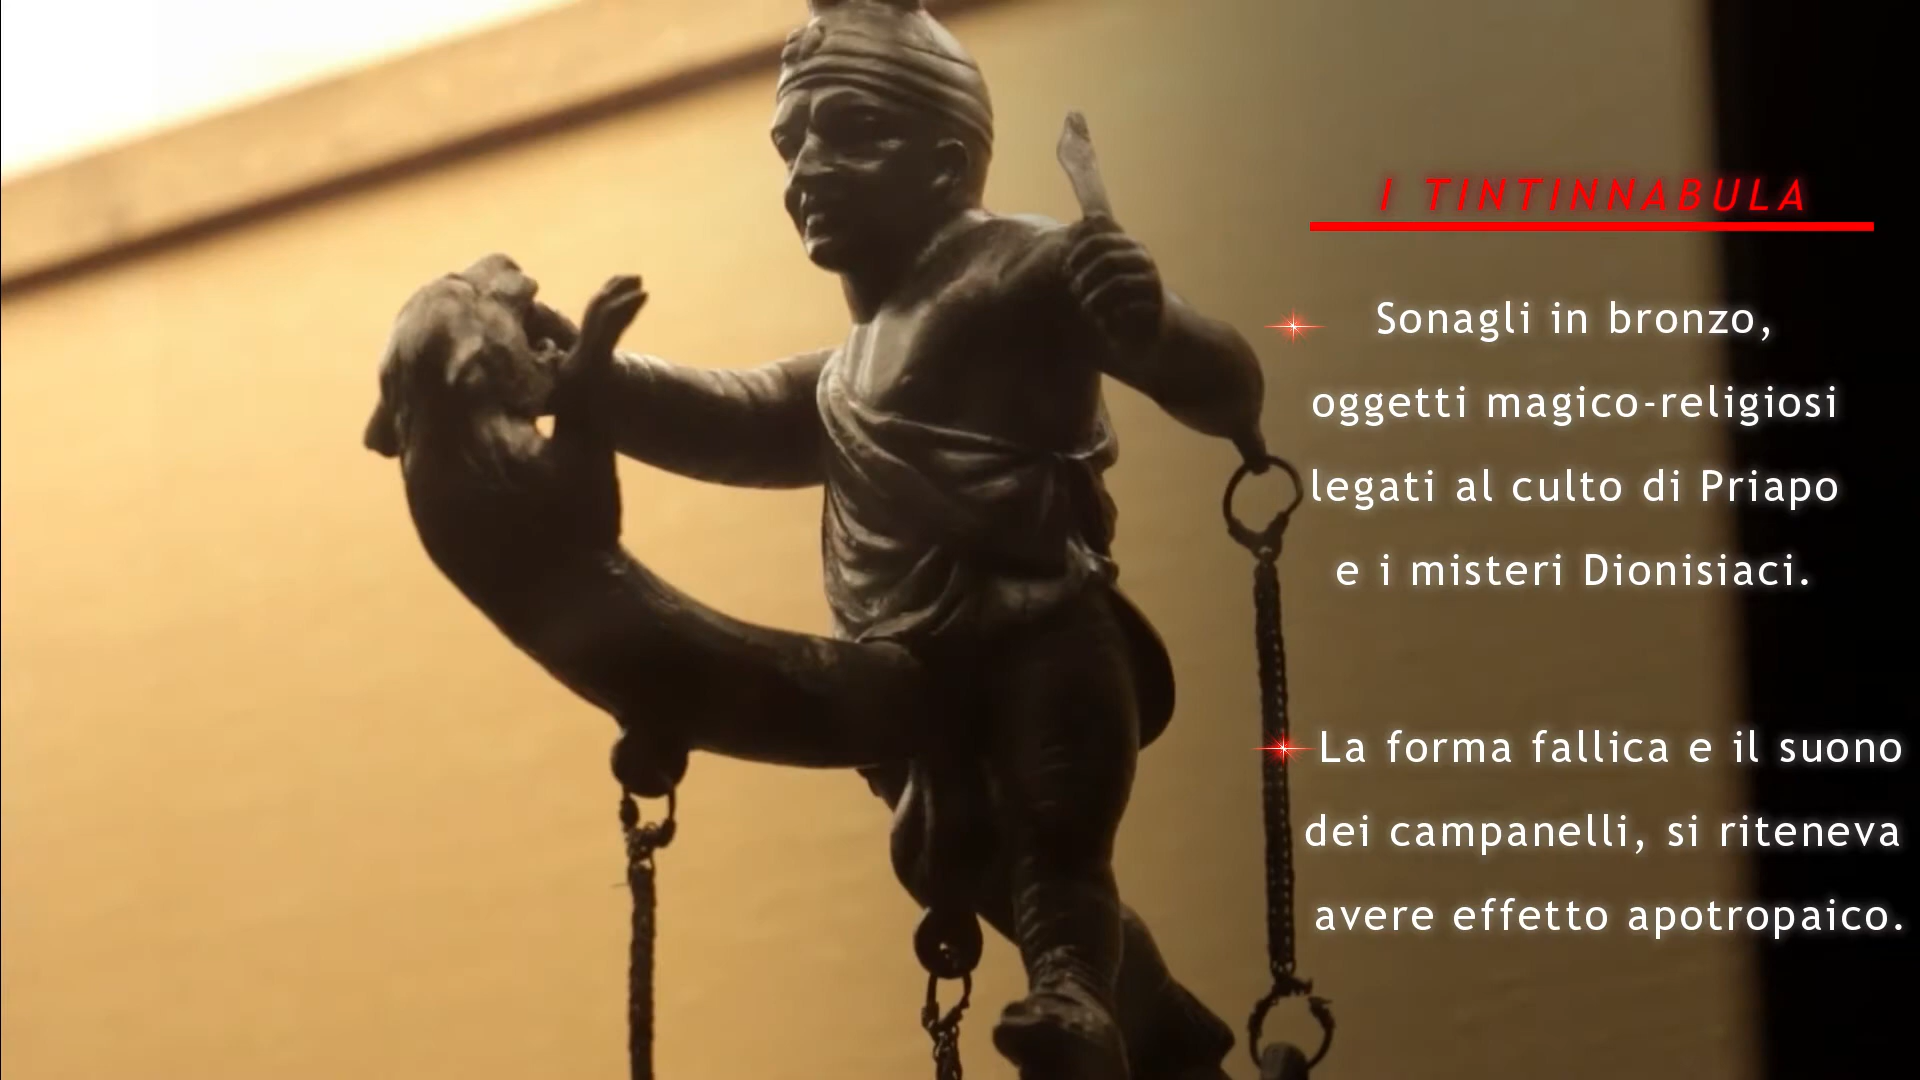 I TINTINNABULA
Sonagli in bronzo,
oggetti magico-religiosi
legati al culto di Priapo
e i misteri Dionisiaci.
La forma fallica e il suono
dei campanelli, si riteneva
avere effetto apotropaico.